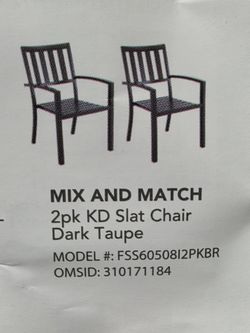 MIX AND MATCH
2pk KD Slat Chair
Dark Taupe
MODEL #: FSS60508I2PKBR
OMSID: 310171184